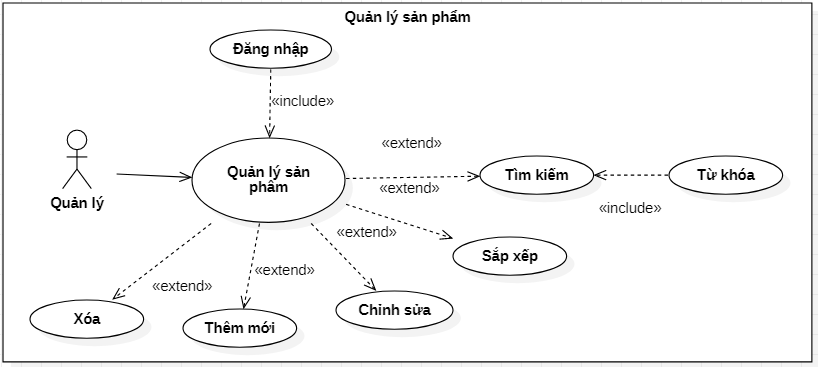 Quản lý sản phẩm
Đăng nhập
«include»
«extend»
Quản lý sản
phẩm
Tìm kiếm
Từ khóa
«extend»
Quản lý
«include»
«extend»
Sắp xếp
«extend»
«extend»
Chỉnh sửa
Xóa
Thêm mới